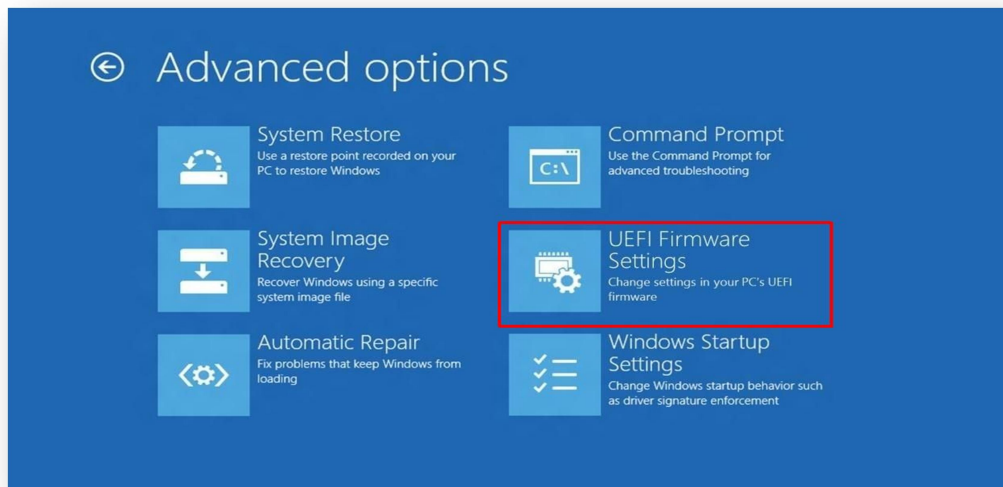 Advanced options
System Restore
Use a restore point recorded on your
PC to restore Windows
Command Prompt
Use the Command Prompt for
advanced troubleshooting
C:\
System Image
Recovery
Recover Windows using a specific
system image file
UEFI Firmware
Settings
Change settings in your PC's UEFI
firmware
Automatic Repair
Fix problems that keep Windows from
loading
Windows Startup
Settings
Change Windows startup behavior such
as driver signature enforcement